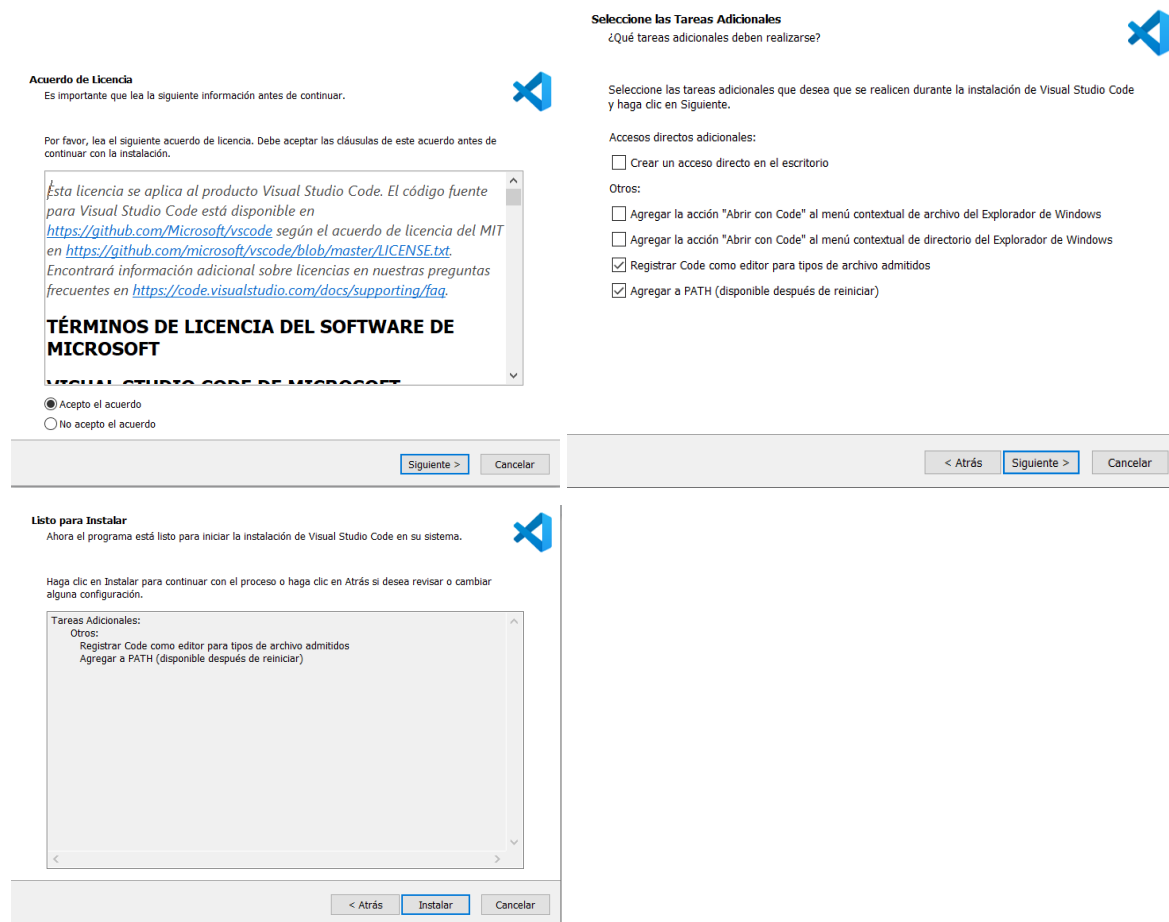 Acuerdo de Licencia
Es importante que lea la siguiente información antes de continuar.
Por favor, lea el siguiente acuerdo de licencia. Debe aceptar las cláusulas de este acuerdo antes de
continuar con la instalación.
Esta licencia se aplica al producto Visual Studio Code. El código fuente
para Visual Studio Code está disponible en
https://github.com/Microsoft/vscode según el acuerdo de licencia del MIT
en https://github.com/microsoft/vscode/blob/master/LICENSE.txt.
Encontrará información adicional sobre licencias en nuestras preguntas
frecuentes en https://code.visualstudio.com/docs/supporting/faq.
TÉRMINOS DE LICENCIA DEL SOFTWARE DE
MICROSOFT
VISUAL STUDIO CODE DE MICROSOFT
Acepto el acuerdo
No acepto el acuerdo
Siguiente >
Cancelar
Seleccione las Tareas Adicionales
¿Qué tareas adicionales deben realizarse?
Seleccione las tareas adicionales que desea que se realicen durante la instalación de Visual Studio Code
y haga clic en Siguiente.
Accesos directos adicionales:
Crear un acceso directo en el escritorio
Otros:
Agregar la acción "Abrir con Code" al menú contextual de archivo del Explorador de Windows
Agregar la acción "Abrir con Code" al menú contextual de directorio del Explorador de Windows
Registrar Code como editor para tipos de archivo admitidos
Agregar a PATH (disponible después de reiniciar)
< Atrás
Siguiente >
Cancelar
Listo para Instalar
Ahora el programa está listo para iniciar la instalación de Visual Studio Code en su sistema.
Haga clic en Instalar para continuar con el proceso o haga clic en Atrás si desea revisar o cambiar
alguna configuración.
Tareas Adicionales:
Otros:
Registrar Code como editor para tipos de archivo admitidos
Agregar a PATH (disponible después de reiniciar)
< Atrás
Instalar
Cancelar